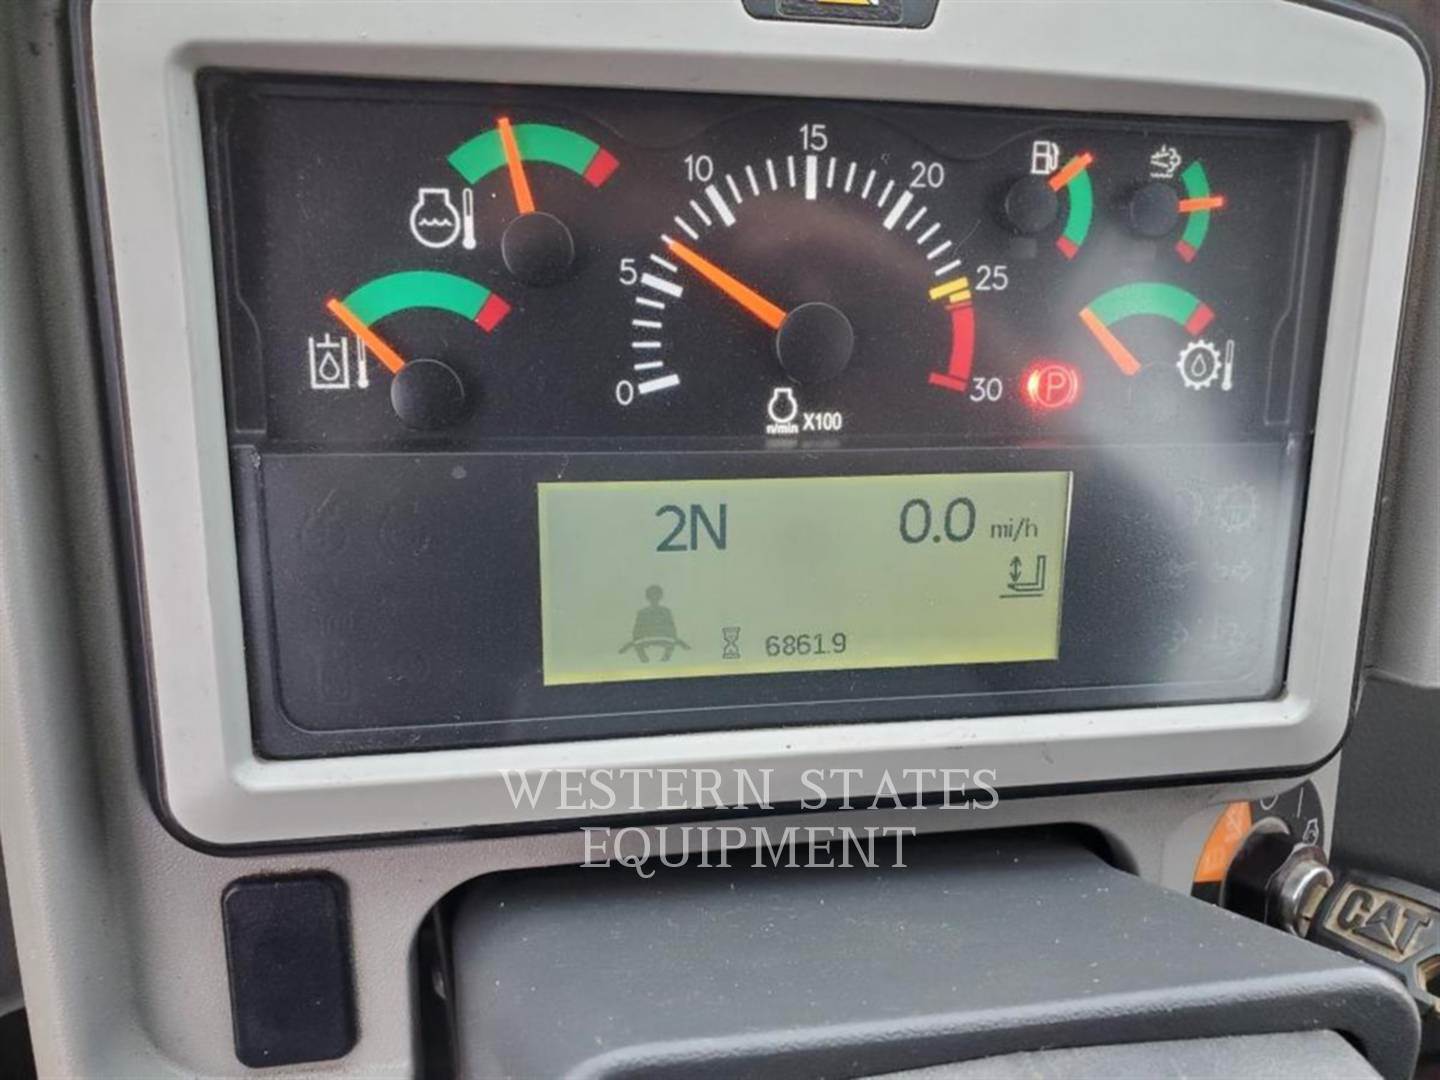 15
10
20
5
25
0
30
P
n/min X100
2N 0.0 mi/h
6861.9
WESTERN STATES
EQUIPMENT
CAT